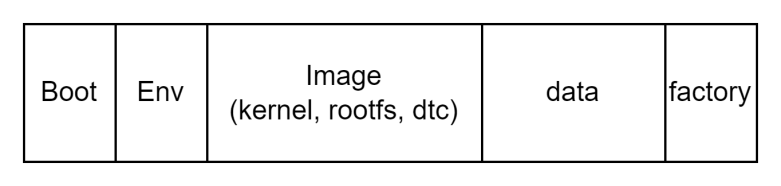 Boot
Env
Image
(kernel, rootfs, dtc)
data
factory